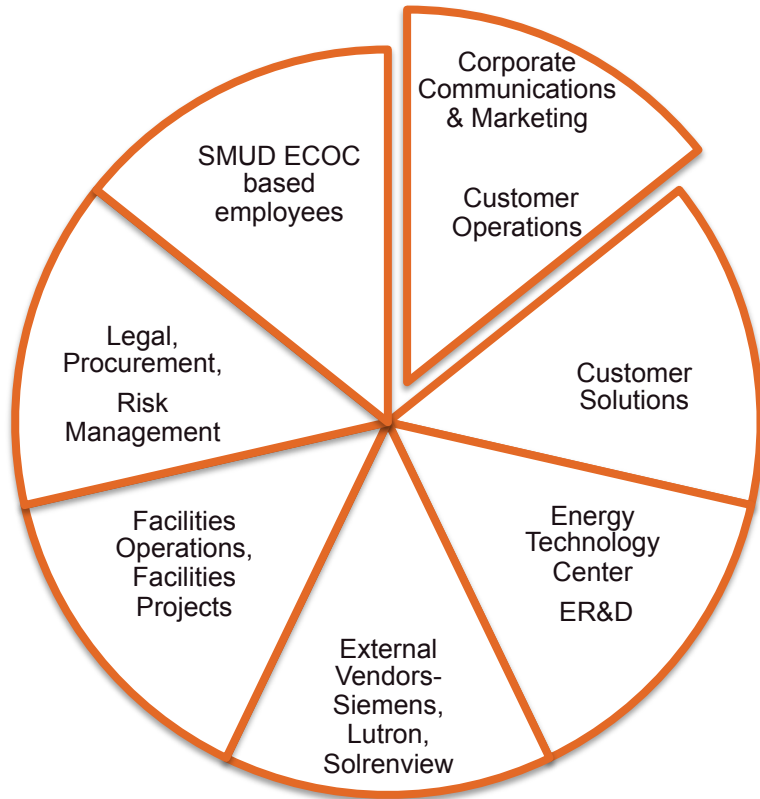 Corporate
Communications
& Marketing
Customer
Operations
Customer
Solutions
Energy
Technology
Center
ER&D
External
Vendors-
Siemens,
Lutron,
Solrenview
Facilities
Operations,
Facilities
Projects
Legal,
Procurement,
Risk
Management
SMUD ECOC
based
employees